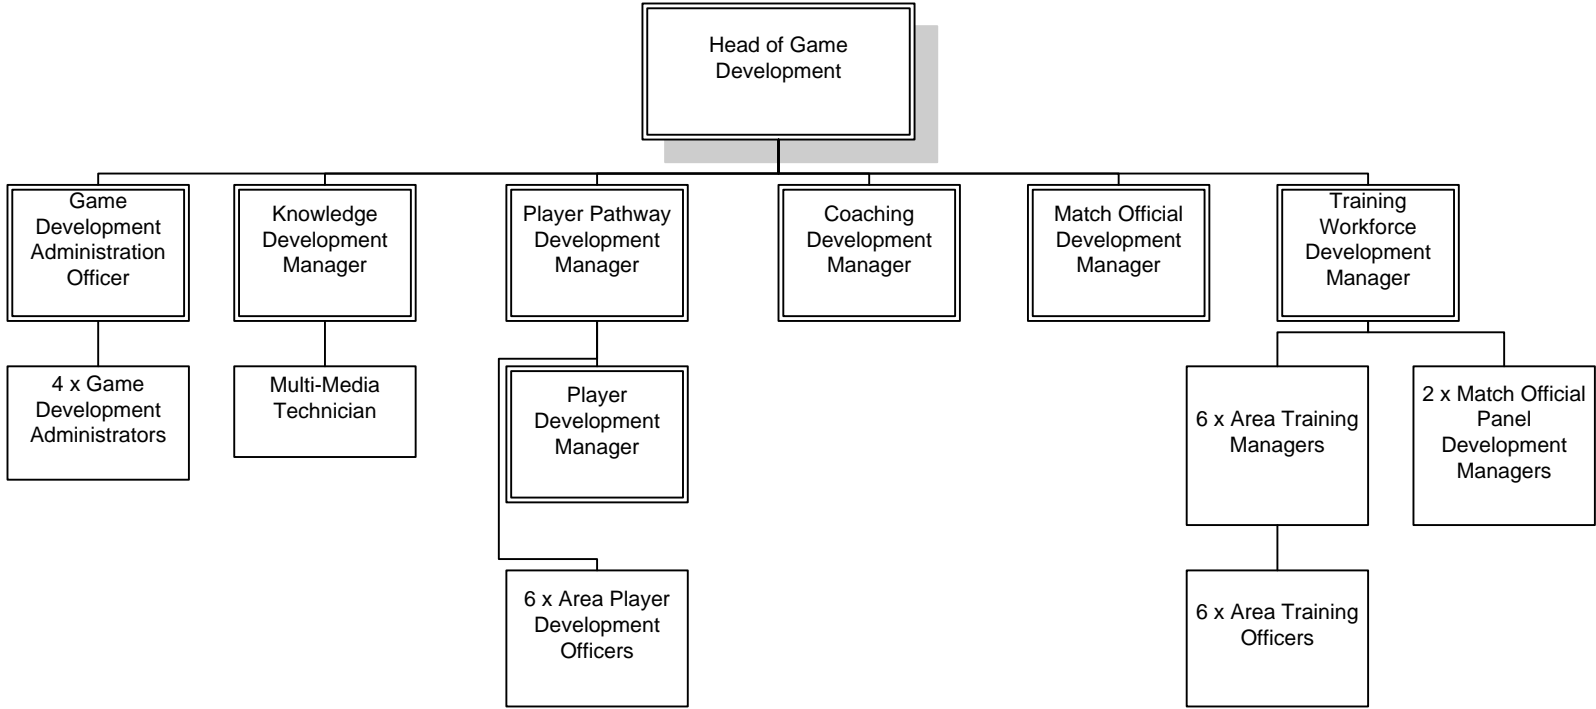 Head of Game
Development
Game
Development
Administration
Officer
Knowledge
Development
Manager
Player Pathway
Development
Manager
Coaching
Development
Manager
Match Official
Development
Manager
Training
Workforce
Development
Manager
4 x Game
Development
Administrators
Multi-Media
Technician
Player
Development
Manager
6 x Area Training
Managers
2 x Match Official
Panel
Development
Managers
6 x Area Player
Development
Officers
6 x Area Training
Officers